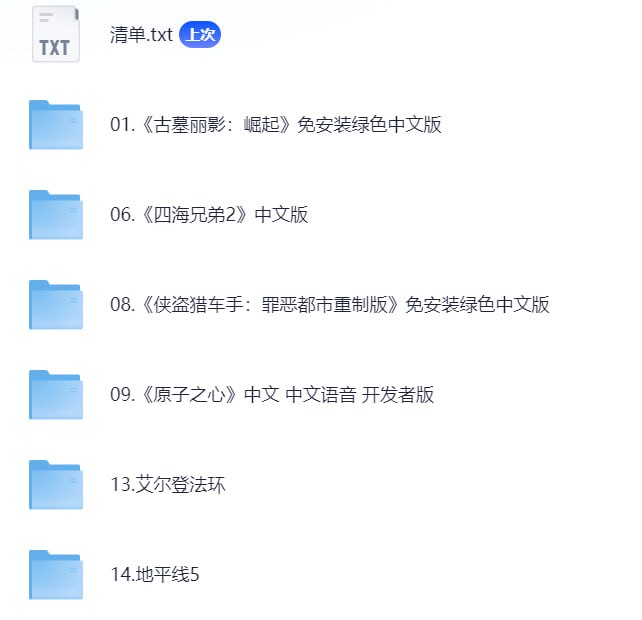 TXT
清单.txt 上次
01.《古墓丽影：崛起》免安装绿色中文版
06.《四海兄弟2》中文版
08.《侠盗猎车手：罪恶都市重制版》免安装绿色中文版
09.《原子之心》中文 中文语音 开发者版
13.艾尔登法环
14.地平线5